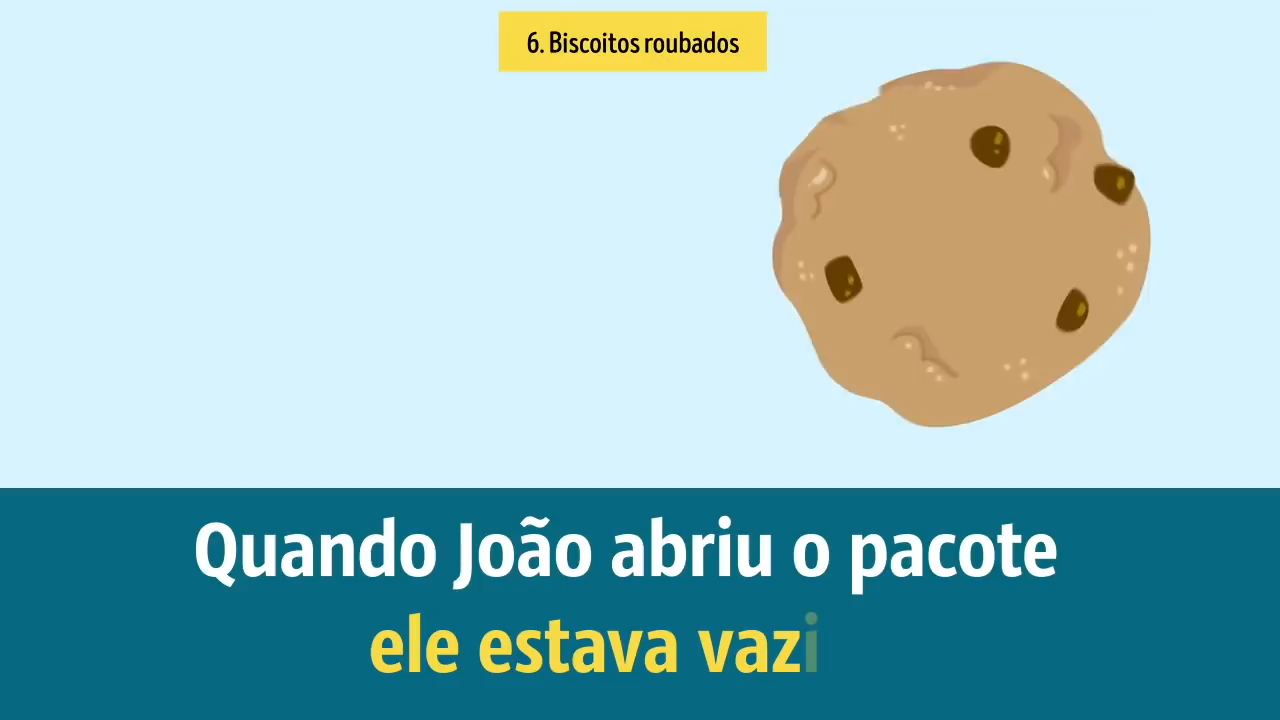 6. Biscoitos roubados
Quando João abriu o pacote
ele estava vazi